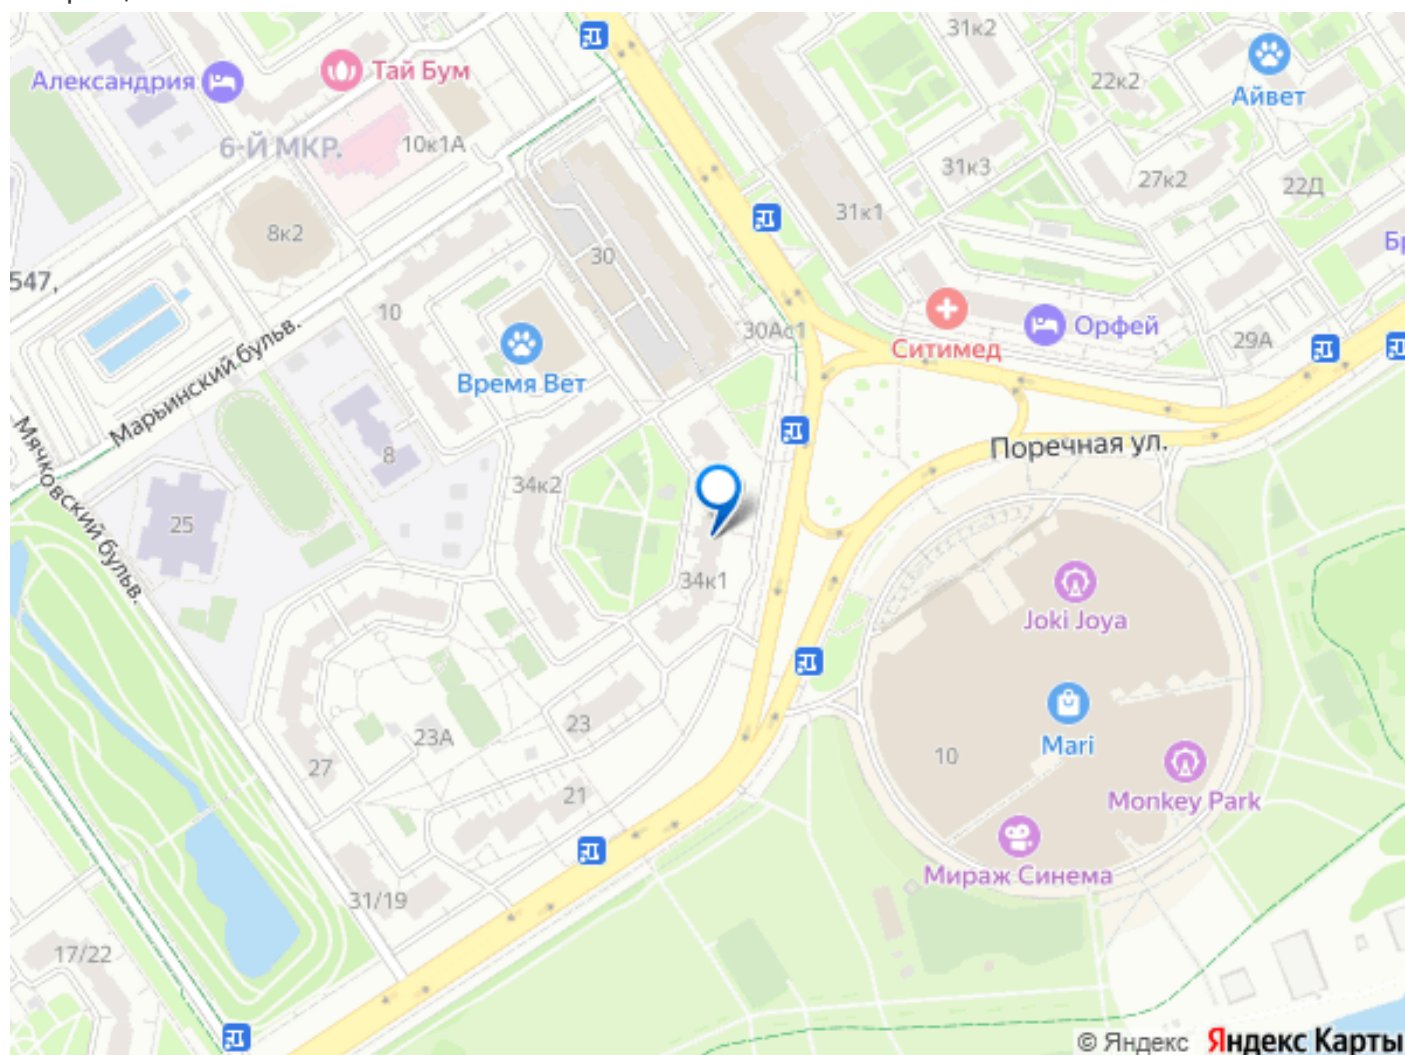 31к2
Тай Бум
Александрия
22к2
Айвет
6-Й МКР.
10к1А
31к3
27к2
22Д
31к1
8к2
30
547,
10
30Ас1
Орфей
Ситимед
29А
Время Вет
Марьинский бульв.
8
Поречная ул.
Мячковский бульв.
34к2
25
34к1
Joki Joya
23
23А
Mari
10
27
21
Monkey Park
Мираж Синема
31/19
17/22
© Яндекс Яндекс Карты